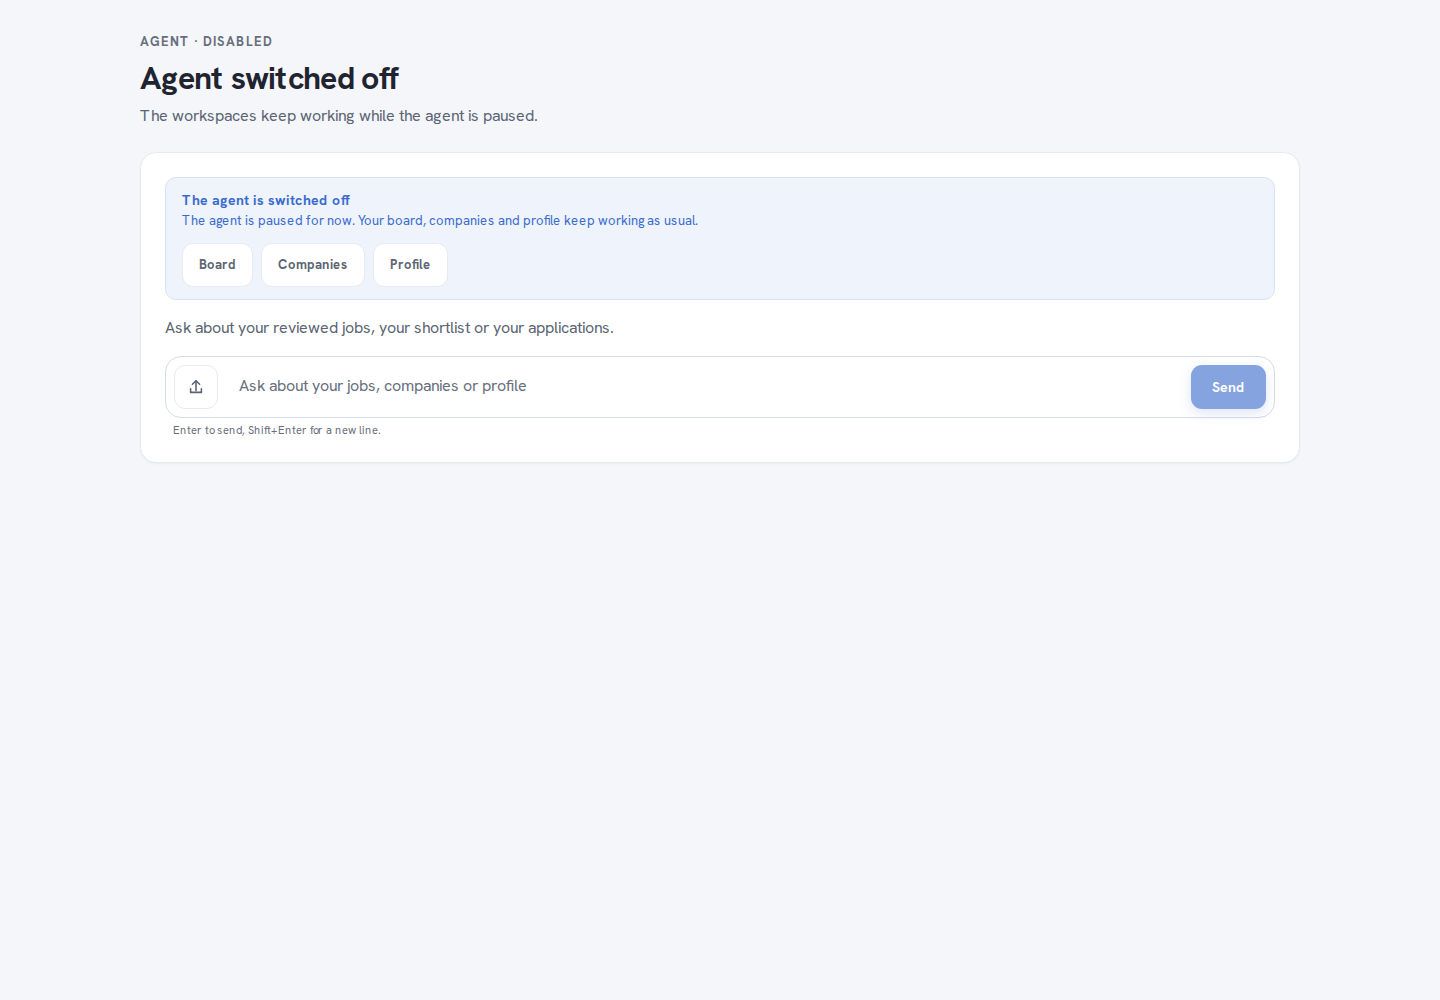 AGENT · DISABLED
Agent switched off
The workspaces keep working while the agent is paused.
The agent is switched off
The agent is paused for now. Your board, companies and profile keep working as usual.
Board
Companies
Profile
Ask about your reviewed jobs, your shortlist or your applications.
Ask about your jobs, companies or profile
Send
Enter to send, Shift+Enter for a new line.